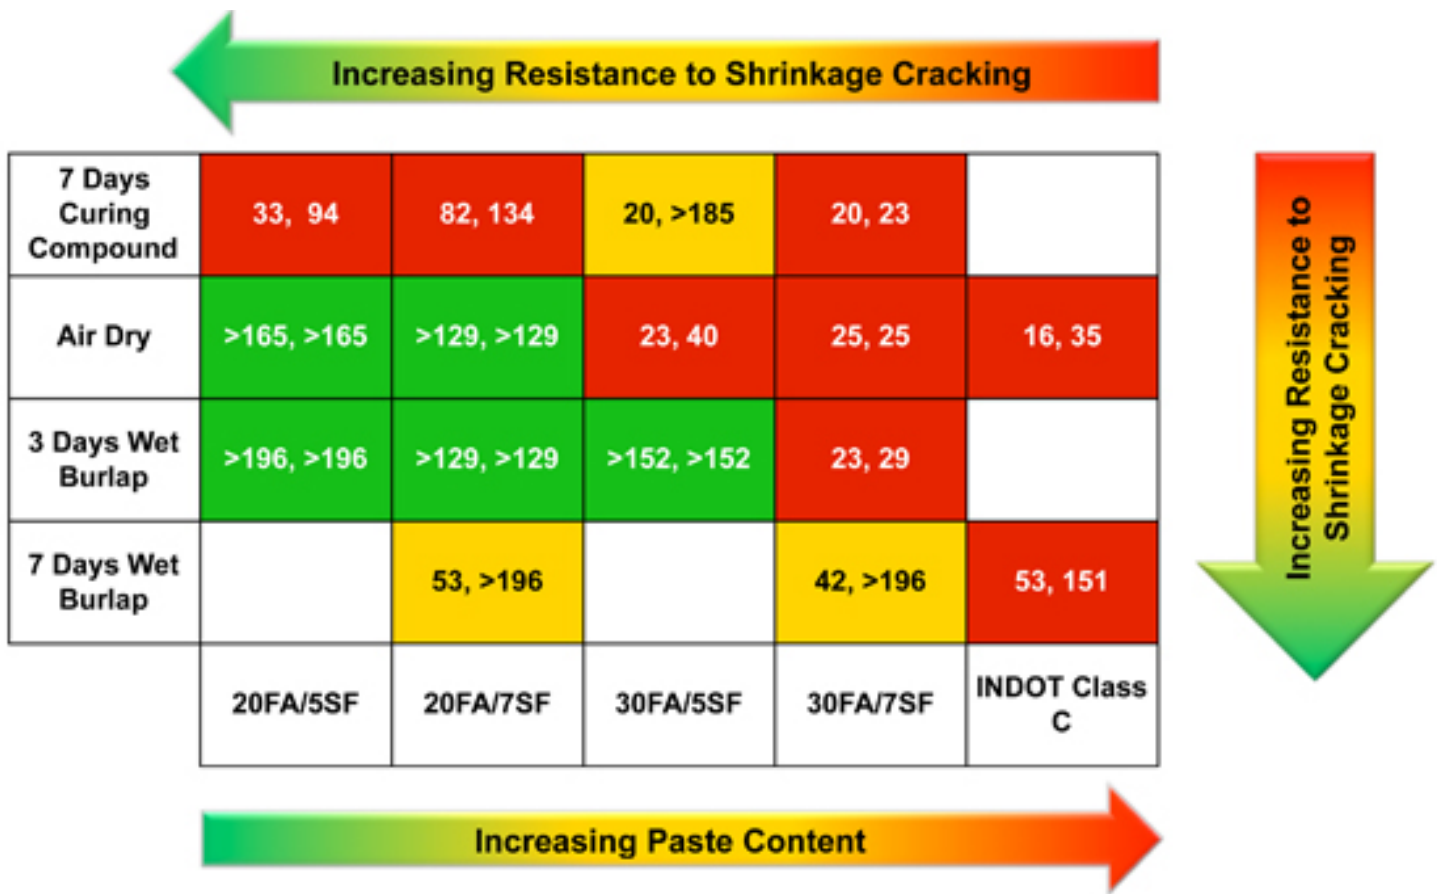 Increasing Resistance to Shrinkage Cracking
7 Days
Curing
Compound
33, 94
82, 134
20, >185
20, 23
Air Dry
>165, >165
>129, >129
23, 40
25, 25
16, 35
3 Days Wet
Burlap
>196, >196
>129, >129
>152, >152
23, 29
7 Days Wet
Burlap
53, >196
42, >196
53, 151
20FA/5SF
20FA/7SF
30FA/5SF
30FA/7SF
INDOT Class
C
Increasing Resistance to
Shrinkage Cracking
Increasing Paste Content